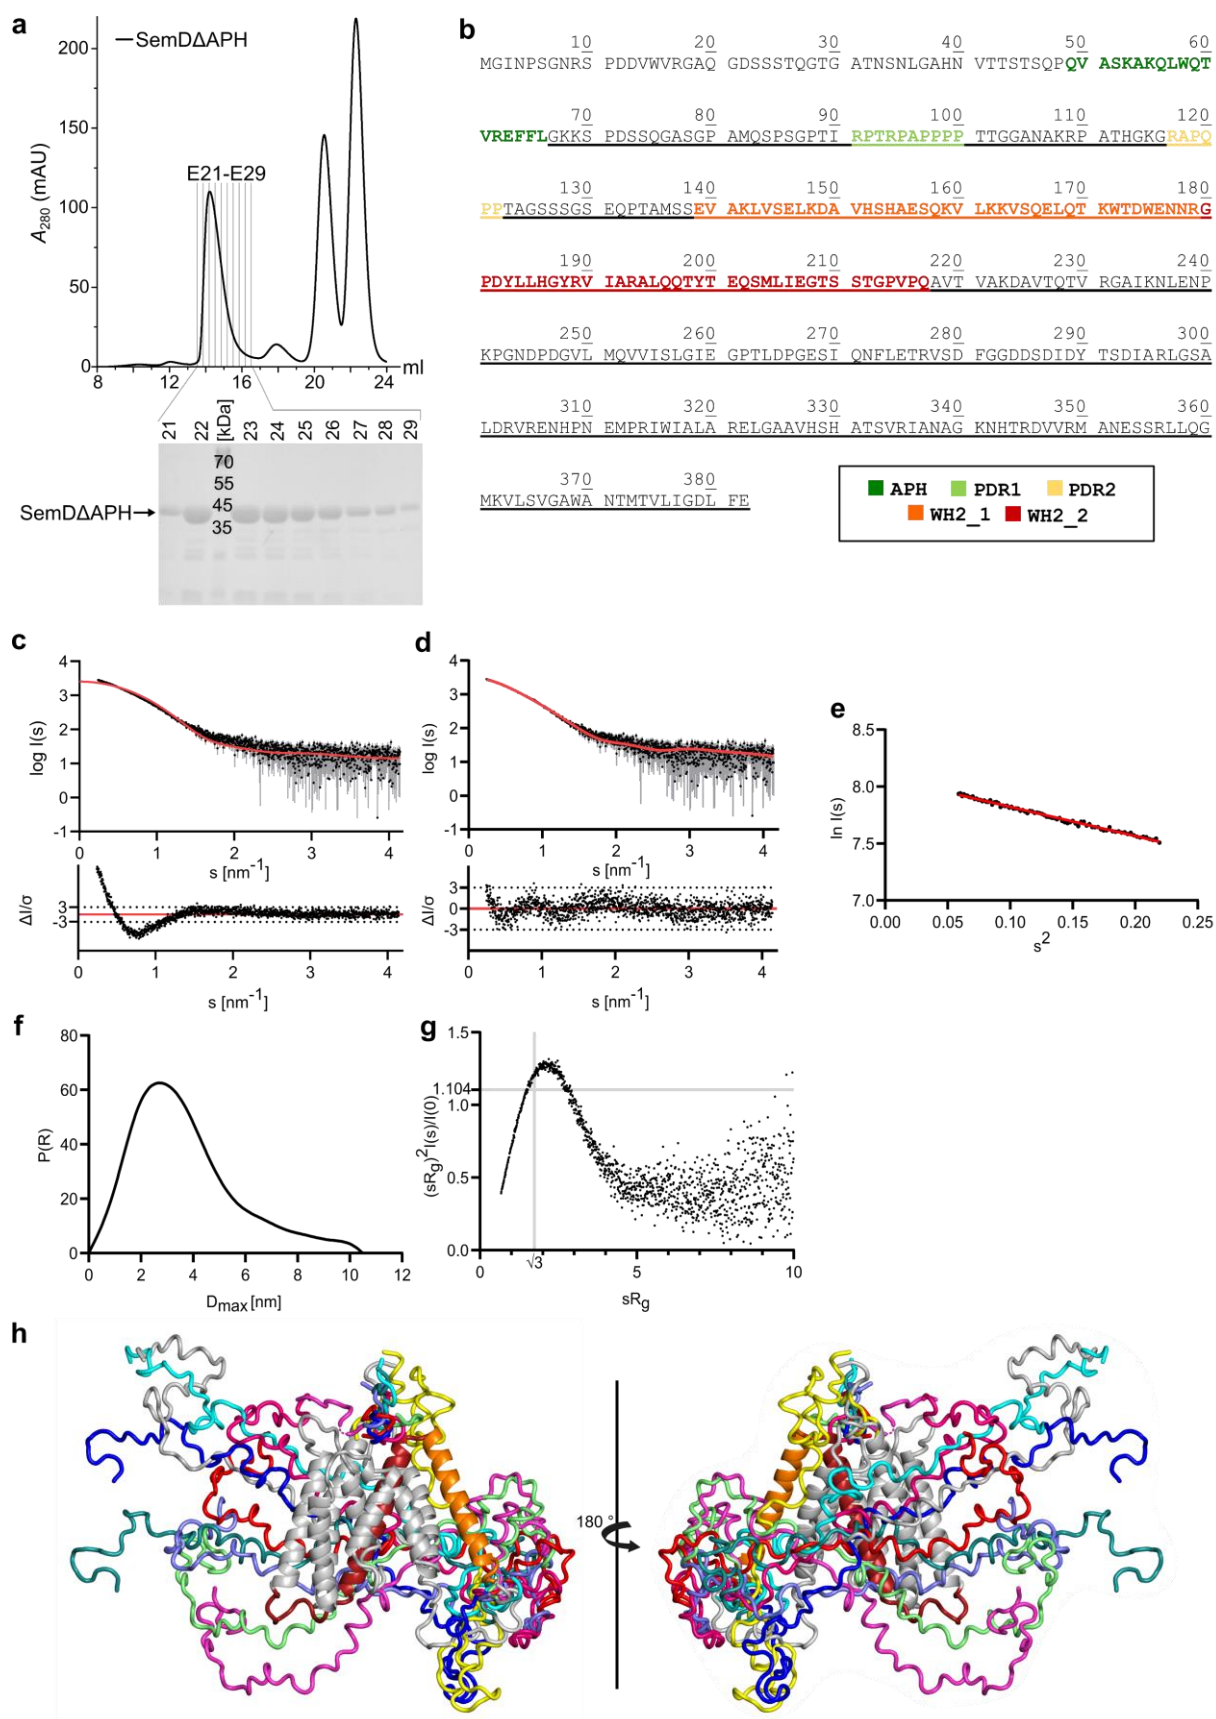 a
SemDΔAPH
200
150
100
50
0
A280 (mAU)
E21-E29
8 12 16 20 24 ml
21 22 [kDa] 23 24 25 26 27 28 29
70
55
45
35
SemDΔAPH
b
10 20 30 40 50 60
MGINPSGNRS PDDVWVRGAQ GDSSSTQGTG ATNSNLGAHN VTTSTSQPQV ASKAKQLWQT
70 80 90 100 110 120
VREFFLGKKS PDSSQGASGP AMQSPSGPTI RPTRPAPPPP TTGGANAKRP ATHGKGRAPQ
130 140 150 160 170 180
PPTAGSSSGS EQPTAMSSEV AKLVSELKDA VHSHAESQKV LKKVSQELQT KWTDWENNRG
190 200 210 220 230 240
PDYLLHGYRV IARALQQTYT EQSMLIEGTS STGPVPQAVT VAKDAVTQTV RGAIKNLENP
250 260 270 280 290 300
KPGNDPDGVL MQVVISLGIE GPTLDPGESI QNFLETRVSD FGGDDSDIDY TSDIARLGSA
310 320 330 340 350 360
LDRVRENHPN EMPRIWIALA RELGAAVHSH ATSVRIANAG KNHTRDVVRM ANESSRLLQG
370 380
MKVLSVGAWA NTMTVLIGDL FE
APH PDR1 PDR2
WH2_1 WH2_2
c
4
3
2
1
0
-1
log I(s)
0 1 2 3 4
s [nm-1]
3
-3
ΔI/σ
0 1 2 3 4
s [nm-1]
d
4
3
2
1
0
-1
log I(s)
0 1 2 3 4
s [nm-1]
3
0
-3
ΔI/σ
0 1 2 3 4
s [nm-1]
e
8.5
8.0
7.5
7.0
ln I(s)
0.00 0.05 0.10 0.15 0.20 0.25
s2
f
80
60
40
20
0
P(R)
0 2 4 6 8 10 12
Dmax [nm]
g
1.5
1.104
1.0
0.5
0.0
(sRg)2I(s)/I(0)
0 √3 5 10
sRg
h
180 °